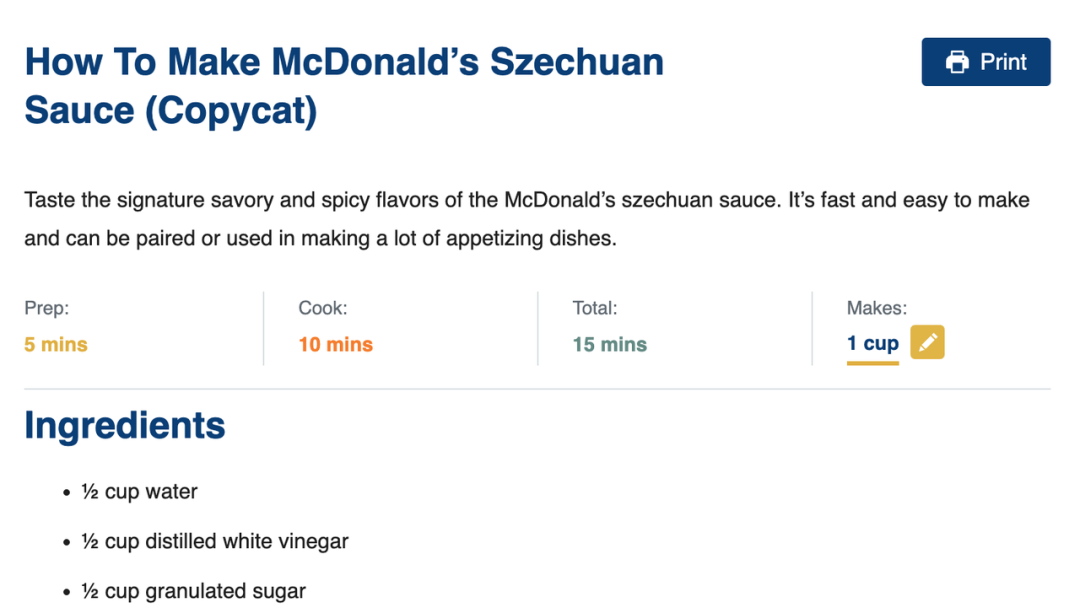 How To Make McDonald’s Szechuan
Sauce (Copycat)
Print
Taste the signature savory and spicy flavors of the McDonald’s szechuan sauce. It’s fast and easy to make
and can be paired or used in making a lot of appetizing dishes.
Prep:
5 mins
Cook:
10 mins
Total:
15 mins
Makes:
1 cup
Ingredients
• ½ cup water
• ½ cup distilled white vinegar
• ½ cup granulated sugar